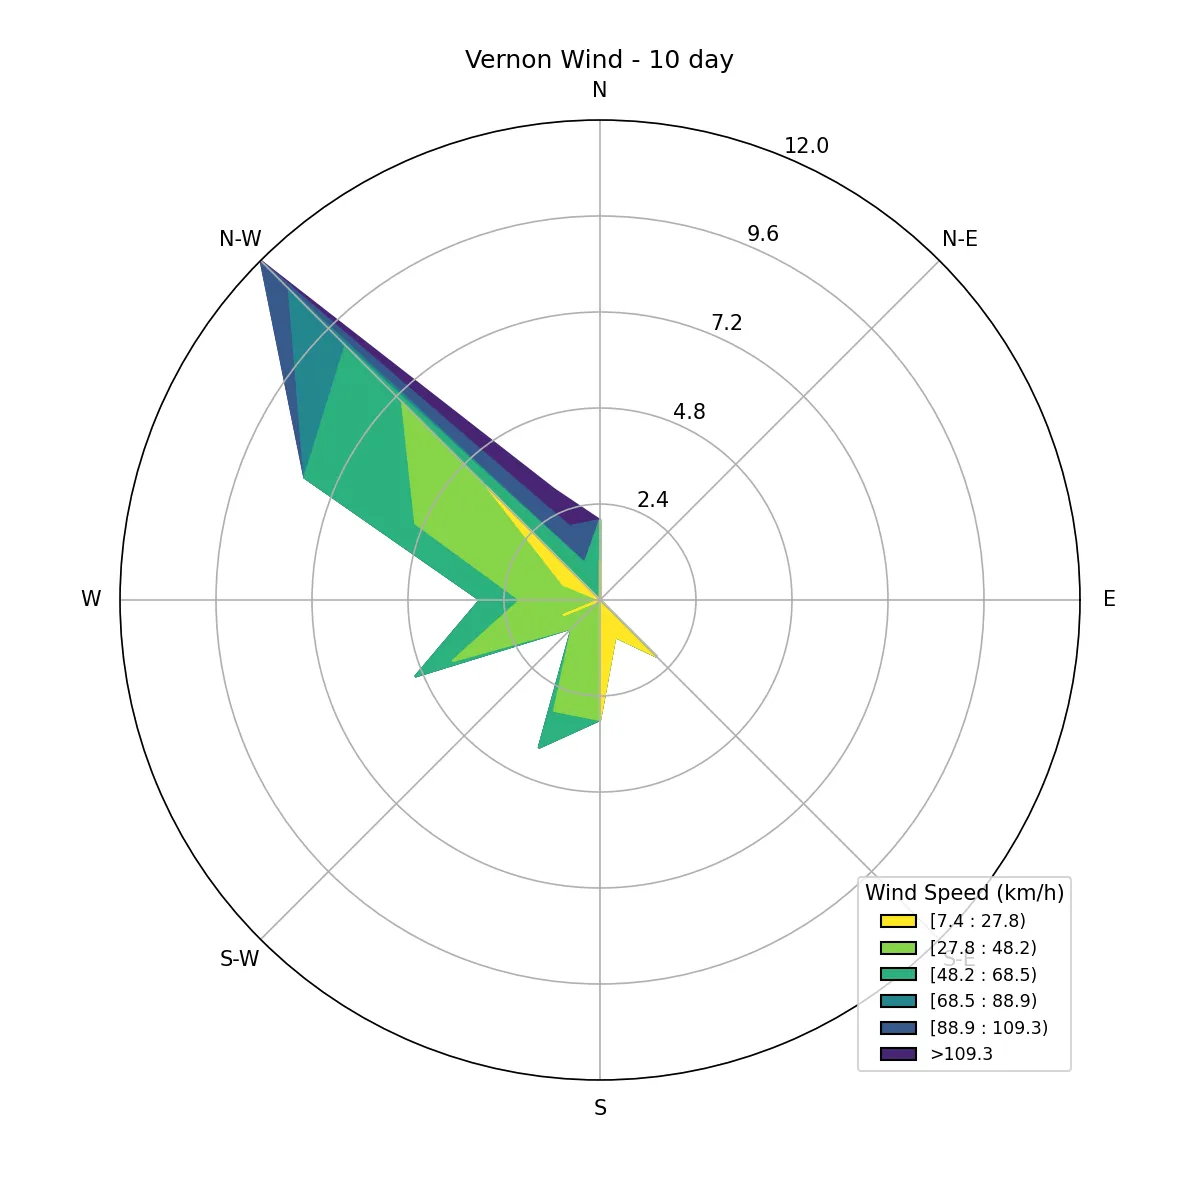 Vernon Wind - 10 day
N
12.0
N-W
9.6
N-E
7.2
4.8
2.4
W
E
Wind Speed (km/h)
[7.4 : 27.8)
[27.8 : 48.2)
S-W
S-E
[48.2 : 68.5)
[68.5 : 88.9)
[88.9 : 109.3)
>109.3
S